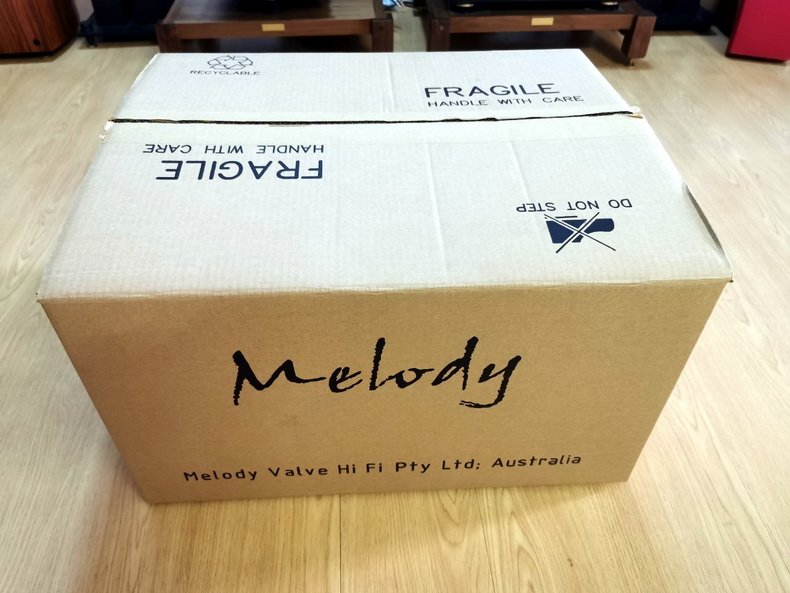 RECYCLABLE
FRAGILE
HANDLE WITH CARE
HANDLE WITH CARE
FRAGILE
DO NOT STEP
Melody
Melody Valve Hi Fi Pty Ltd; Australia